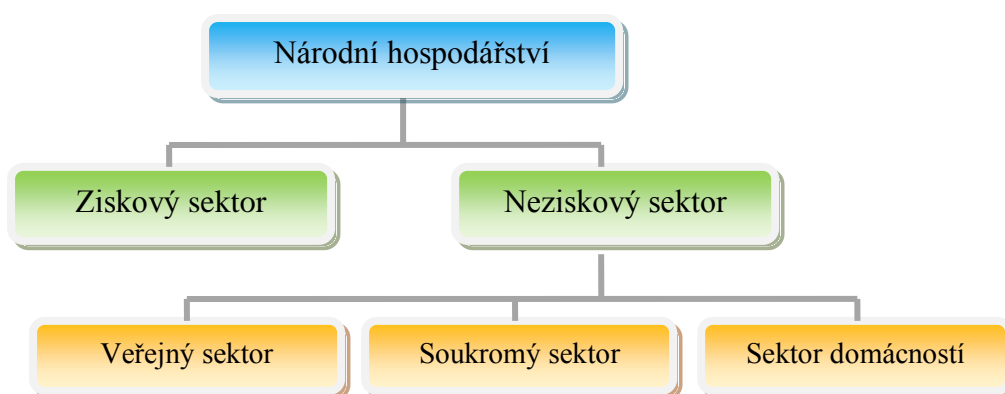 Národní hospodářství
Ziskový sektor
Neziskový sektor
Veřejný sektor
Soukromý sektor
Sektor domácností